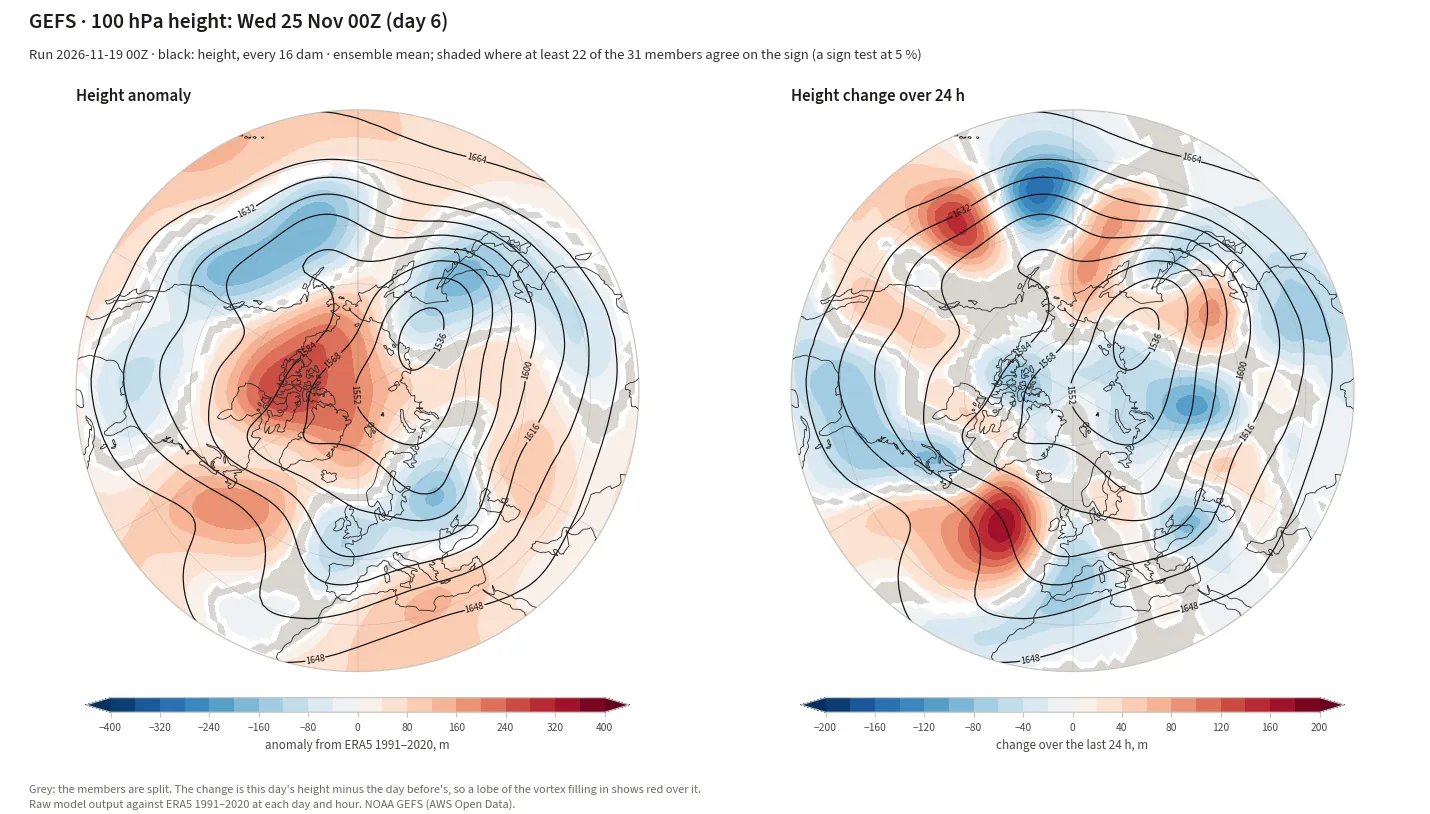 GEFS · 100 hPa height: Wed 25 Nov 00Z (day 6)
Run 2026-11-19 00Z · black: height, every 16 dam · ensemble mean; shaded where at least 22 of the 31 members agree on the sign (a sign test at 5 %)
Height anomaly
Height change over 24 h
1664
1632
1536
1584
1568
1552
1600
1616
1648
1648
1664
1632
1536
1584
1568
1552
1600
1616
1648
1648
−400 −320 −240 −160 −80 0 80 160 240 320 400
anomaly from ERA5 1991–2020, m
−200 −160 −120 −80 −40 0 40 80 120 160 200
change over the last 24 h, m
Grey: the members are split. The change is this day's height minus the day before's, so a lobe of the vortex filling in shows red over it.
Raw model output against ERA5 1991–2020 at each day and hour. NOAA GEFS (AWS Open Data).